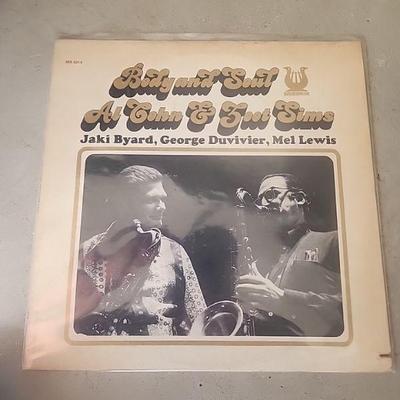 Body and Soul
Al Cohn & Zoot Sims
Jaki Byard, George Duvivier, Mel Lewis